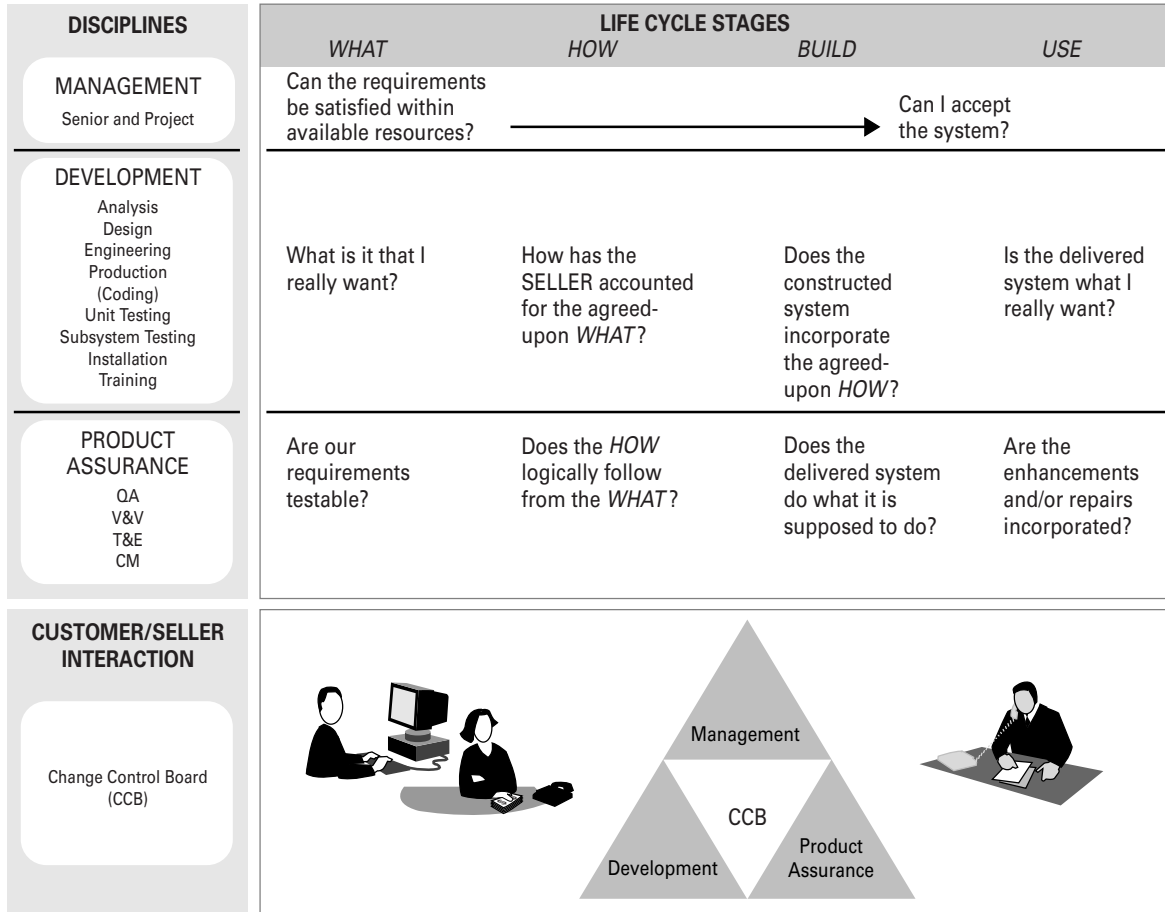 DISCIPLINES
LIFE CYCLE STAGES
WHAT
HOW
BUILD
USE
MANAGEMENT
Senior and Project
Can the requirements
be satisfied within
available resources?
Can I accept
the system?
DEVELOPMENT
Analysis
Design
Engineering
Production
(Coding)
Unit Testing
Subsystem Testing
Installation
Training
What is it that I
really want?
How has the
SELLER accounted
for the agreed-
upon WHAT?
Does the
constructed
system
incorporate
the agreed-
upon HOW?
Is the delivered
system what I
really want?
PRODUCT
ASSURANCE
QA
V&V
T&E
CM
Are our
requirements
testable?
Does the HOW
logically follow
from the WHAT?
Does the
delivered system
do what it is
supposed to do?
Are the
enhancements
and/or repairs
incorporated?
CUSTOMER/SELLER
INTERACTION
Change Control Board
(CCB)
Management
CCB
Development
Product
Assurance